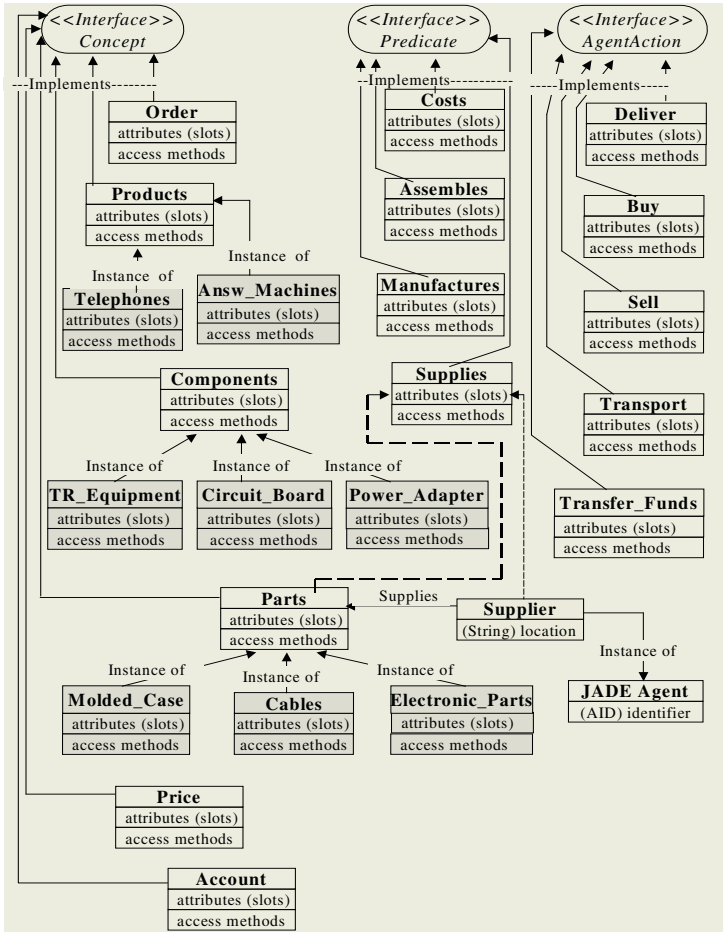 <<Interface>>
Concept
<<Interface>>
Predicate
<<Interface>>
AgentAction
--Implements------
--Implements----------
--Implements------
Order
attributes (slots)
access methods
Costs
attributes (slots)
access methods
Deliver
attributes (slots)
access methods
Products
attributes (slots)
access methods
Assembles
attributes (slots)
access methods
Buy
attributes (slots)
access methods
Instance of
Instance of
Telephones
attributes (slots)
access methods
Answ_Machines
attributes (slots)
access methods
Manufactures
attributes (slots)
access methods
Sell
attributes (slots)
access methods
Components
attributes (slots)
access methods
Supplies
attributes (slots)
access methods
Transport
attributes (slots)
access methods
Instance of
Instance of
Instance of
TR_Equipment
attributes (slots)
access methods
Circuit_Board
attributes (slots)
access methods
Power_Adapter
attributes (slots)
access methods
Transfer_Funds
attributes (slots)
access methods
Parts
attributes (slots)
access methods
Supplies
Supplier
(String) location
Instance of
Instance of
Instance of
Instance of
Molded_Case
attributes (slots)
access methods
Cables
attributes (slots)
access methods
Electronic_Parts
attributes (slots)
access methods
JADE Agent
(AID) identifier
Price
attributes (slots)
access methods
Account
attributes (slots)
access methods